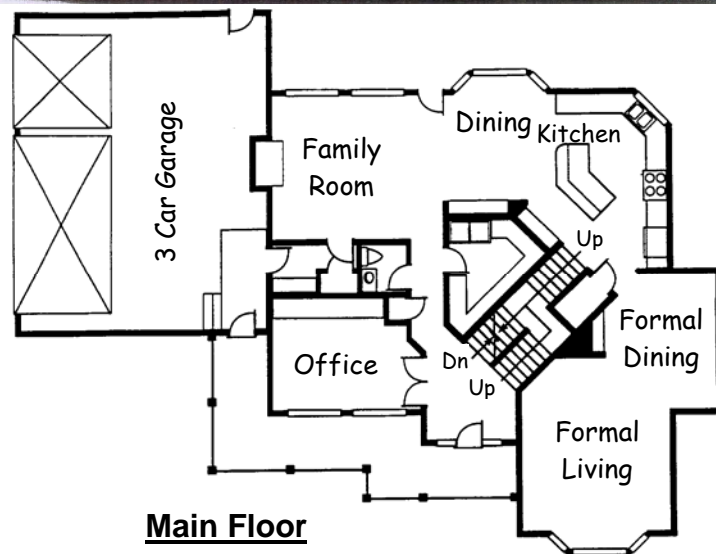 3 Car Garage
Family
Room
Dining
Kitchen
Up
Office
Dn
Up
Formal
Dining
Formal
Living
Main Floor